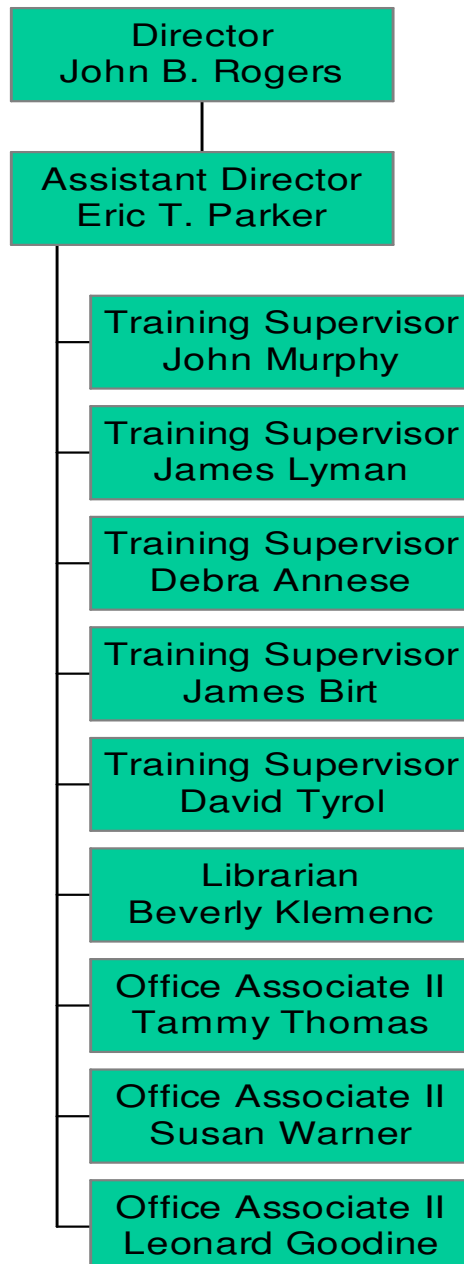 Director
John B. Rogers
Assistant Director
Eric T. Parker
Training Supervisor
John Murphy
Training Supervisor
James Lyman
Training Supervisor
Debra Annese
Training Supervisor
James Birt
Training Supervisor
David Tyrol
Librarian
Beverly Klemenc
Office Associate II
Tammy Thomas
Office Associate II
Susan Warner
Office Associate II
Leonard Goodine